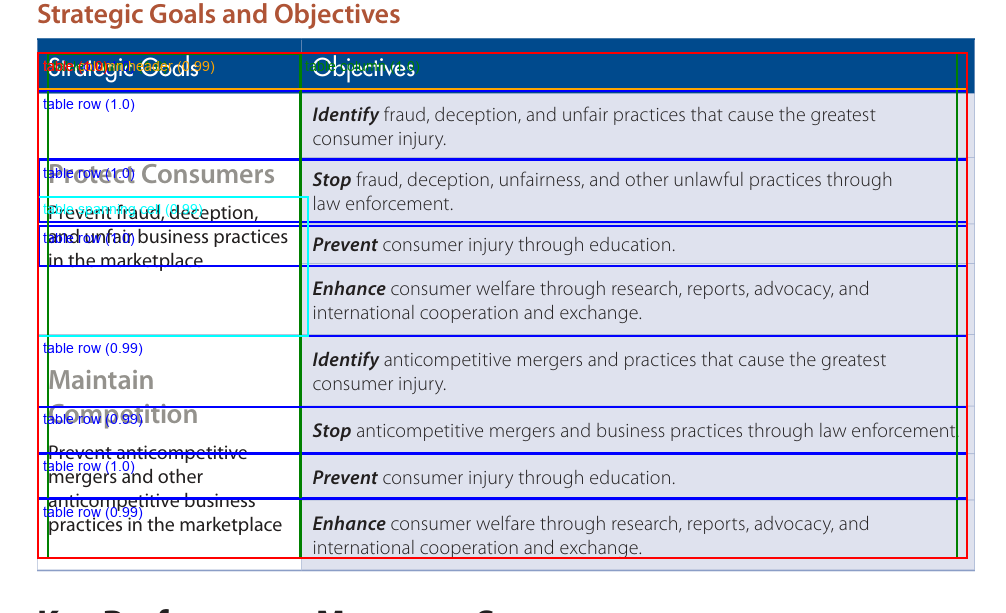 Strategic Goals and Objectives
Strategic Goals
Objectives
table column header (0.99)
table row (1.0)
Identify fraud, deception, and unfair practices that cause the greatest
consumer injury.
table row (1.0)
Protect Consumers
Stop fraud, deception, unfairness, and other unlawful practices through
law enforcement.
table spanning cell (0.99)
Prevent fraud, deception,
and unfair business practices
in the marketplace
table row (1.0)
Prevent consumer injury through education.
Enhance consumer welfare through research, reports, advocacy, and
international cooperation and exchange.
table row (0.99)
Identify anticompetitive mergers and practices that cause the greatest
consumer injury.
Maintain
Competition
table row (0.99)
Stop anticompetitive mergers and business practices through law enforcement.
Prevent anticompetitive
mergers and other
anticompetitive business
practices in the marketplace
table row (1.0)
Prevent consumer injury through education.
table row (0.99)
Enhance consumer welfare through research, reports, advocacy, and
international cooperation and exchange.